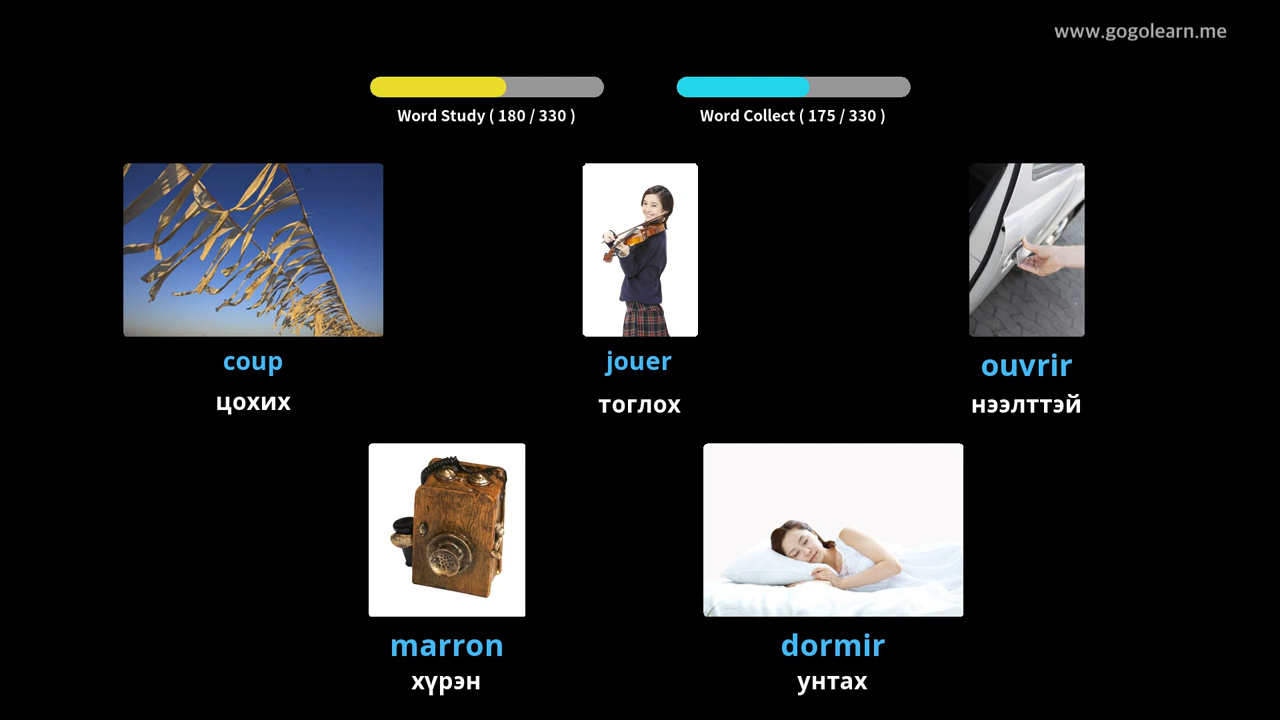 www.gogolearn.me
Word Study ( 180 / 330 )
Word Collect ( 175 / 330 )
coup
jouer
ouvrir
цохих
тоглох
нээлттэй
marron
dormir
хүрэн
унтах